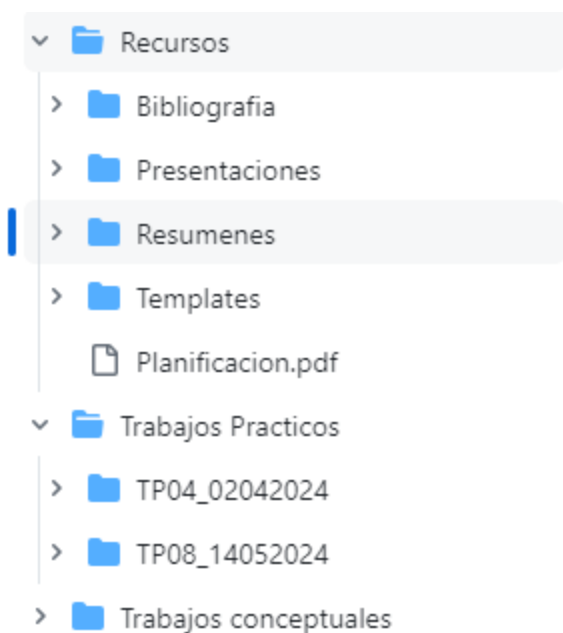 Recursos
Bibliografia
Presentaciones
Resumenes
Templates
Planificacion.pdf
Trabajos Practicos
TP04_02042024
TP08_14052024
Trabajos conceptuales